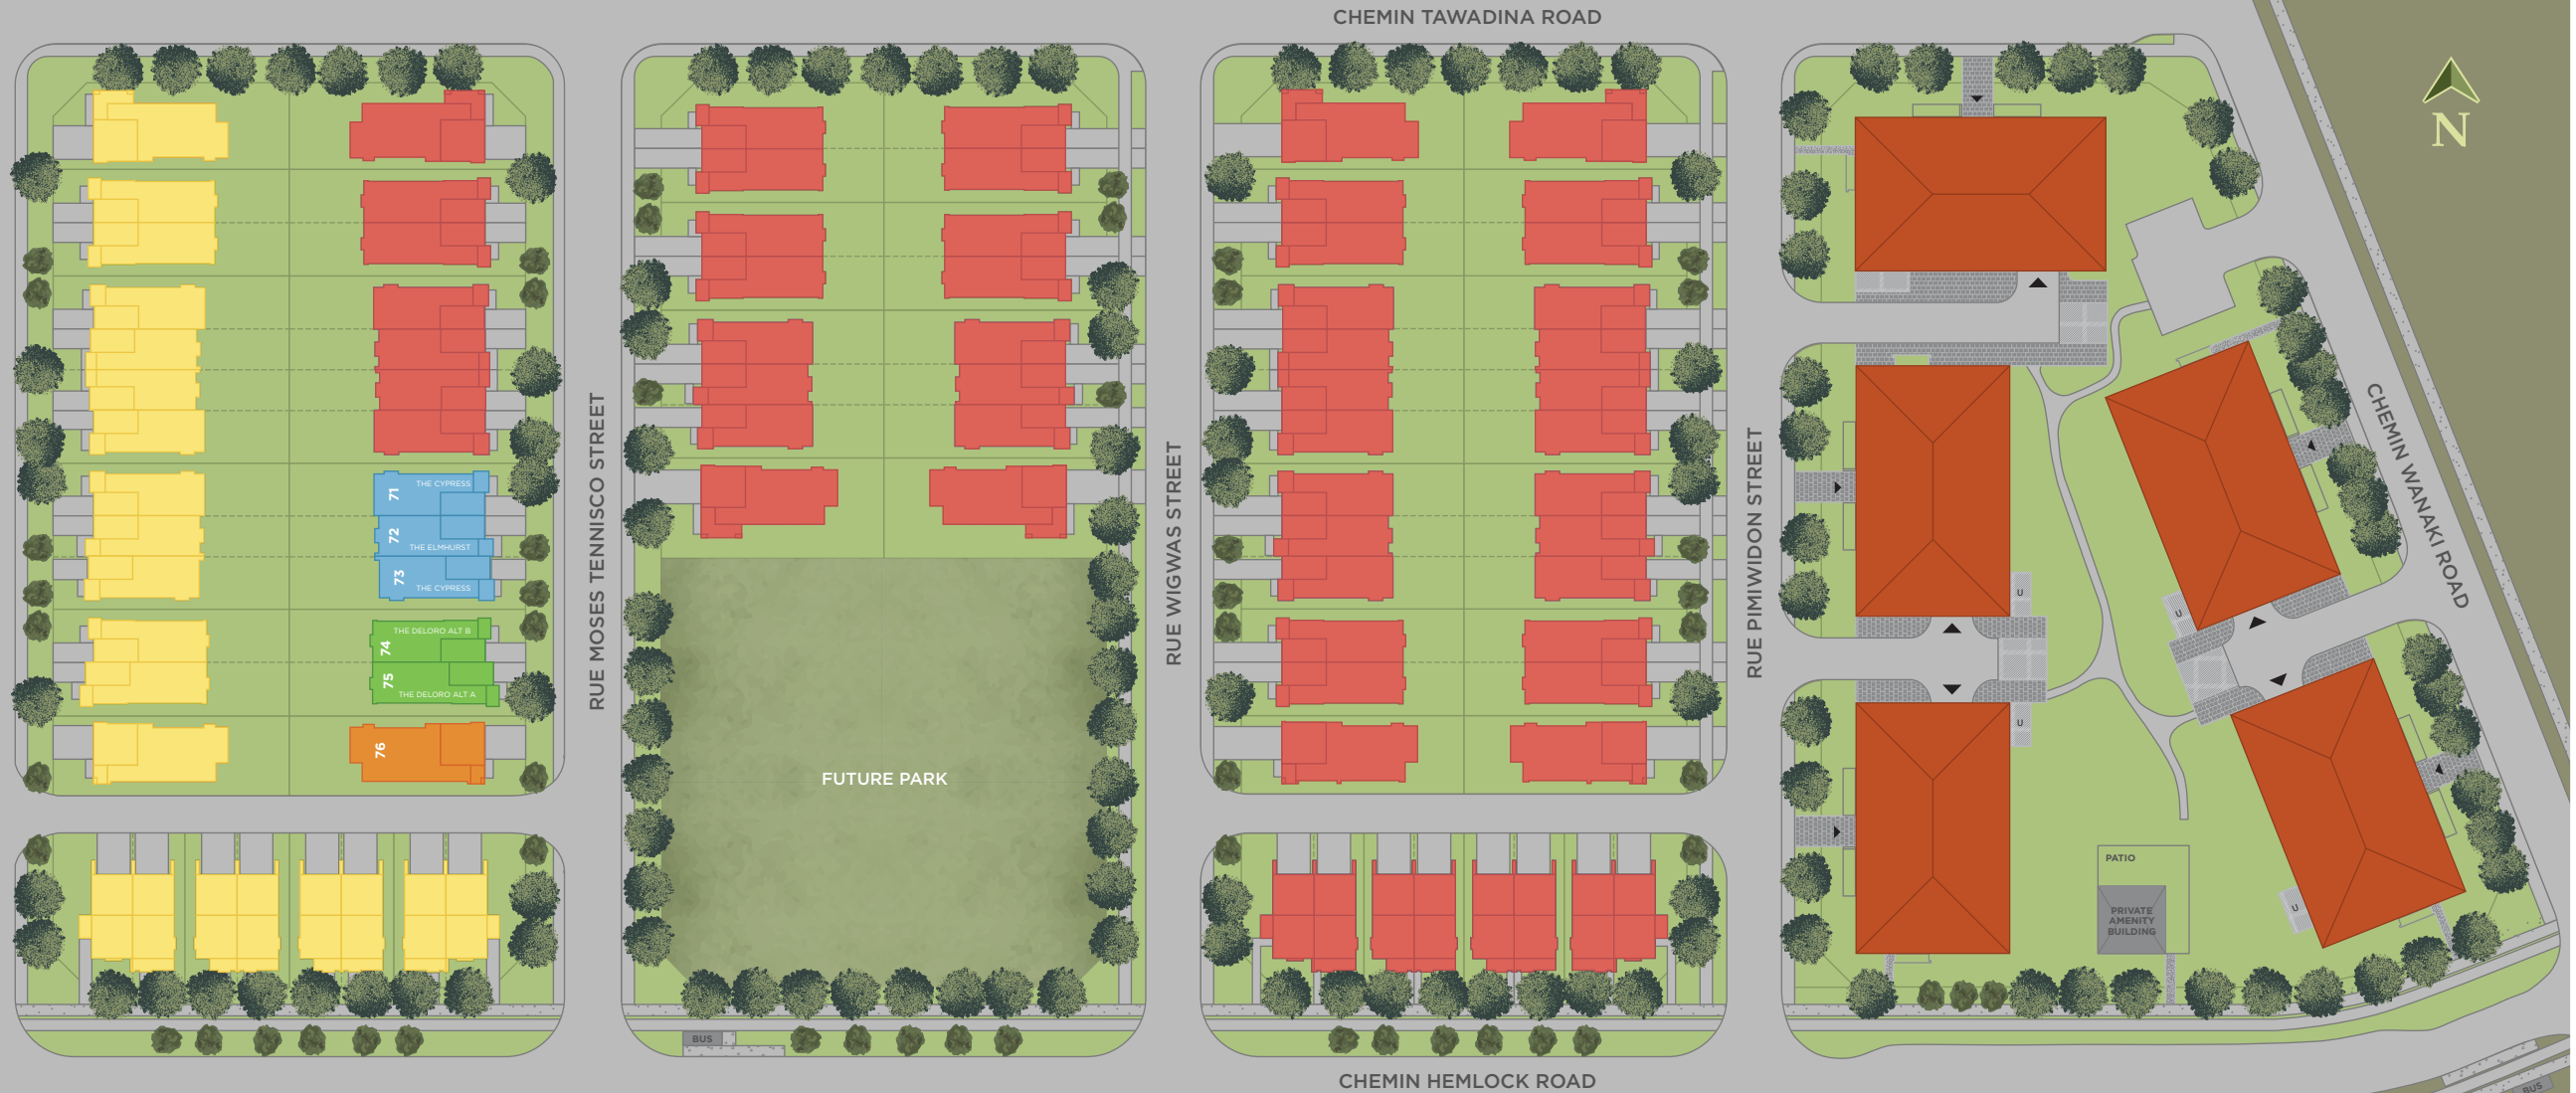 CHEMIN TAWADINA ROAD
N
RUE MOSES TENNISCO STREET
RUE WIGWAS STREET
RUE PIMIWIDON STREET
CHEMIN WANAKI ROAD
71
THE CYPRESS
72
THE ELMHURST
73
THE CYPRESS
74
THE DELORO ALT B
75
THE DELORO ALT A
76
FUTURE PARK
U
U
U
U
PATIO
PRIVATE
AMENITY
BUILDING
BUS
CHEMIN HEMLOCK ROAD
BUS